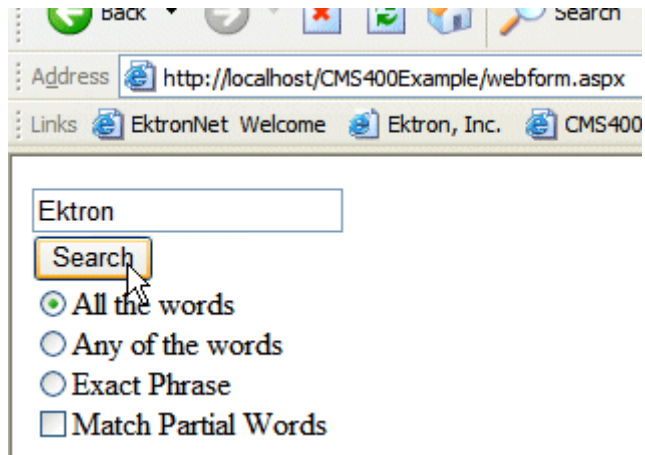 Back Search
Address http://localhost/CMS400Example/webform.aspx
Links EktronNet Welcome Ektron, Inc. CMS400
Ektron
Search
All the words
Any of the words
Exact Phrase
Match Partial Words